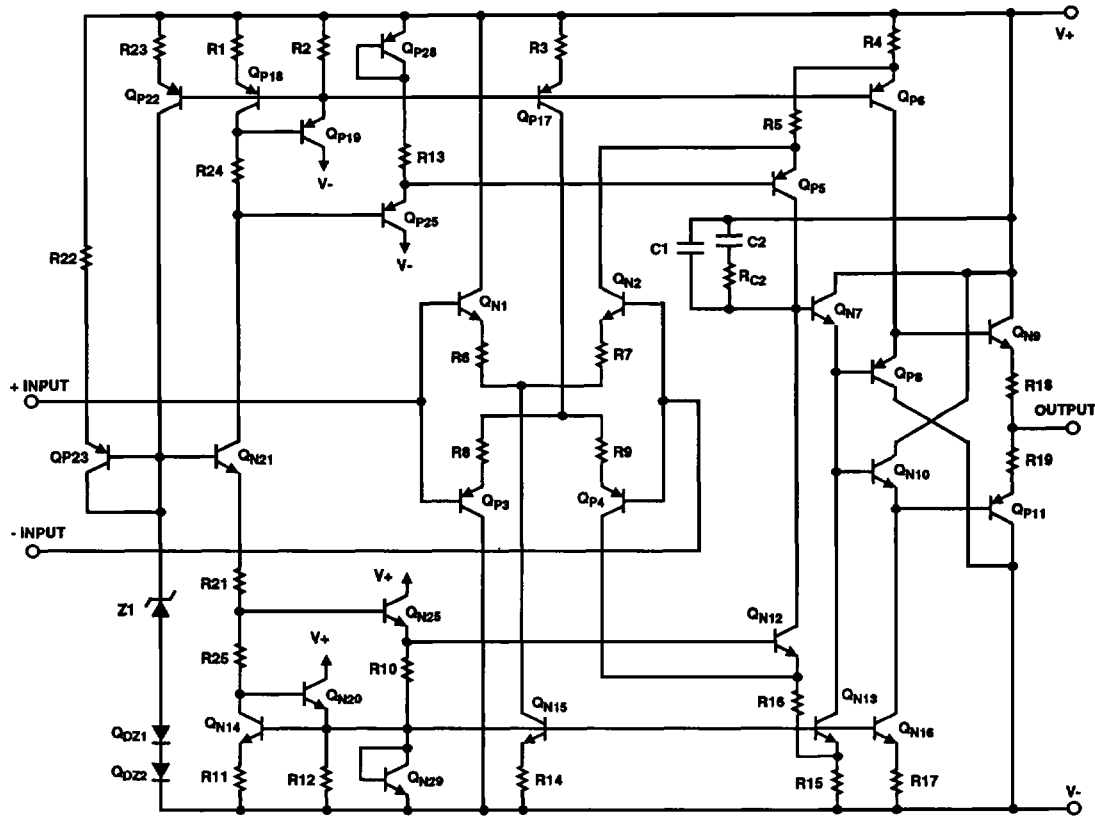 V+
R23
R1
R2
QP28
R3
R4
QP18
QP22
QP19
QP17
QP6
R5
R24
V-
R13
QP25
V-
QP5
C1
C2
RC2
R22
QN1
QN2
QN7
QN9
R6
R7
QP8
R18
+ INPUT
OUTPUT
QP23
QN21
R8
R9
QN10
R19
QP3
QP4
QP11
- INPUT
V+
R21
Z1
QN25
QN12
V+
R25
R10
QN20
QN14
QN15
R16
QN13
QN16
QDZ1
QDZ2
R11
R12
QN29
R14
R15
R17
V-